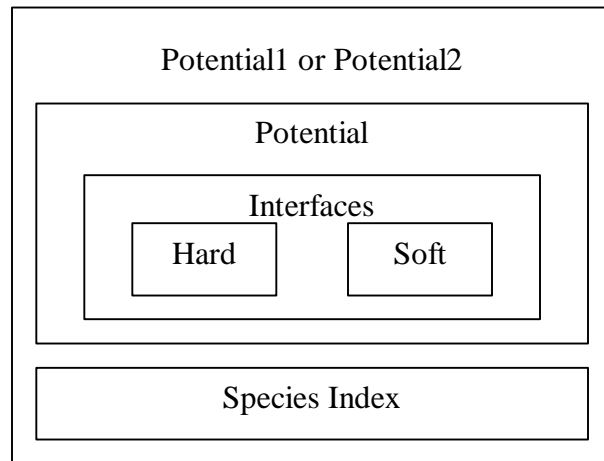 Potential1 or Potential2
Potential
Interfaces
Hard
Soft
Species Index